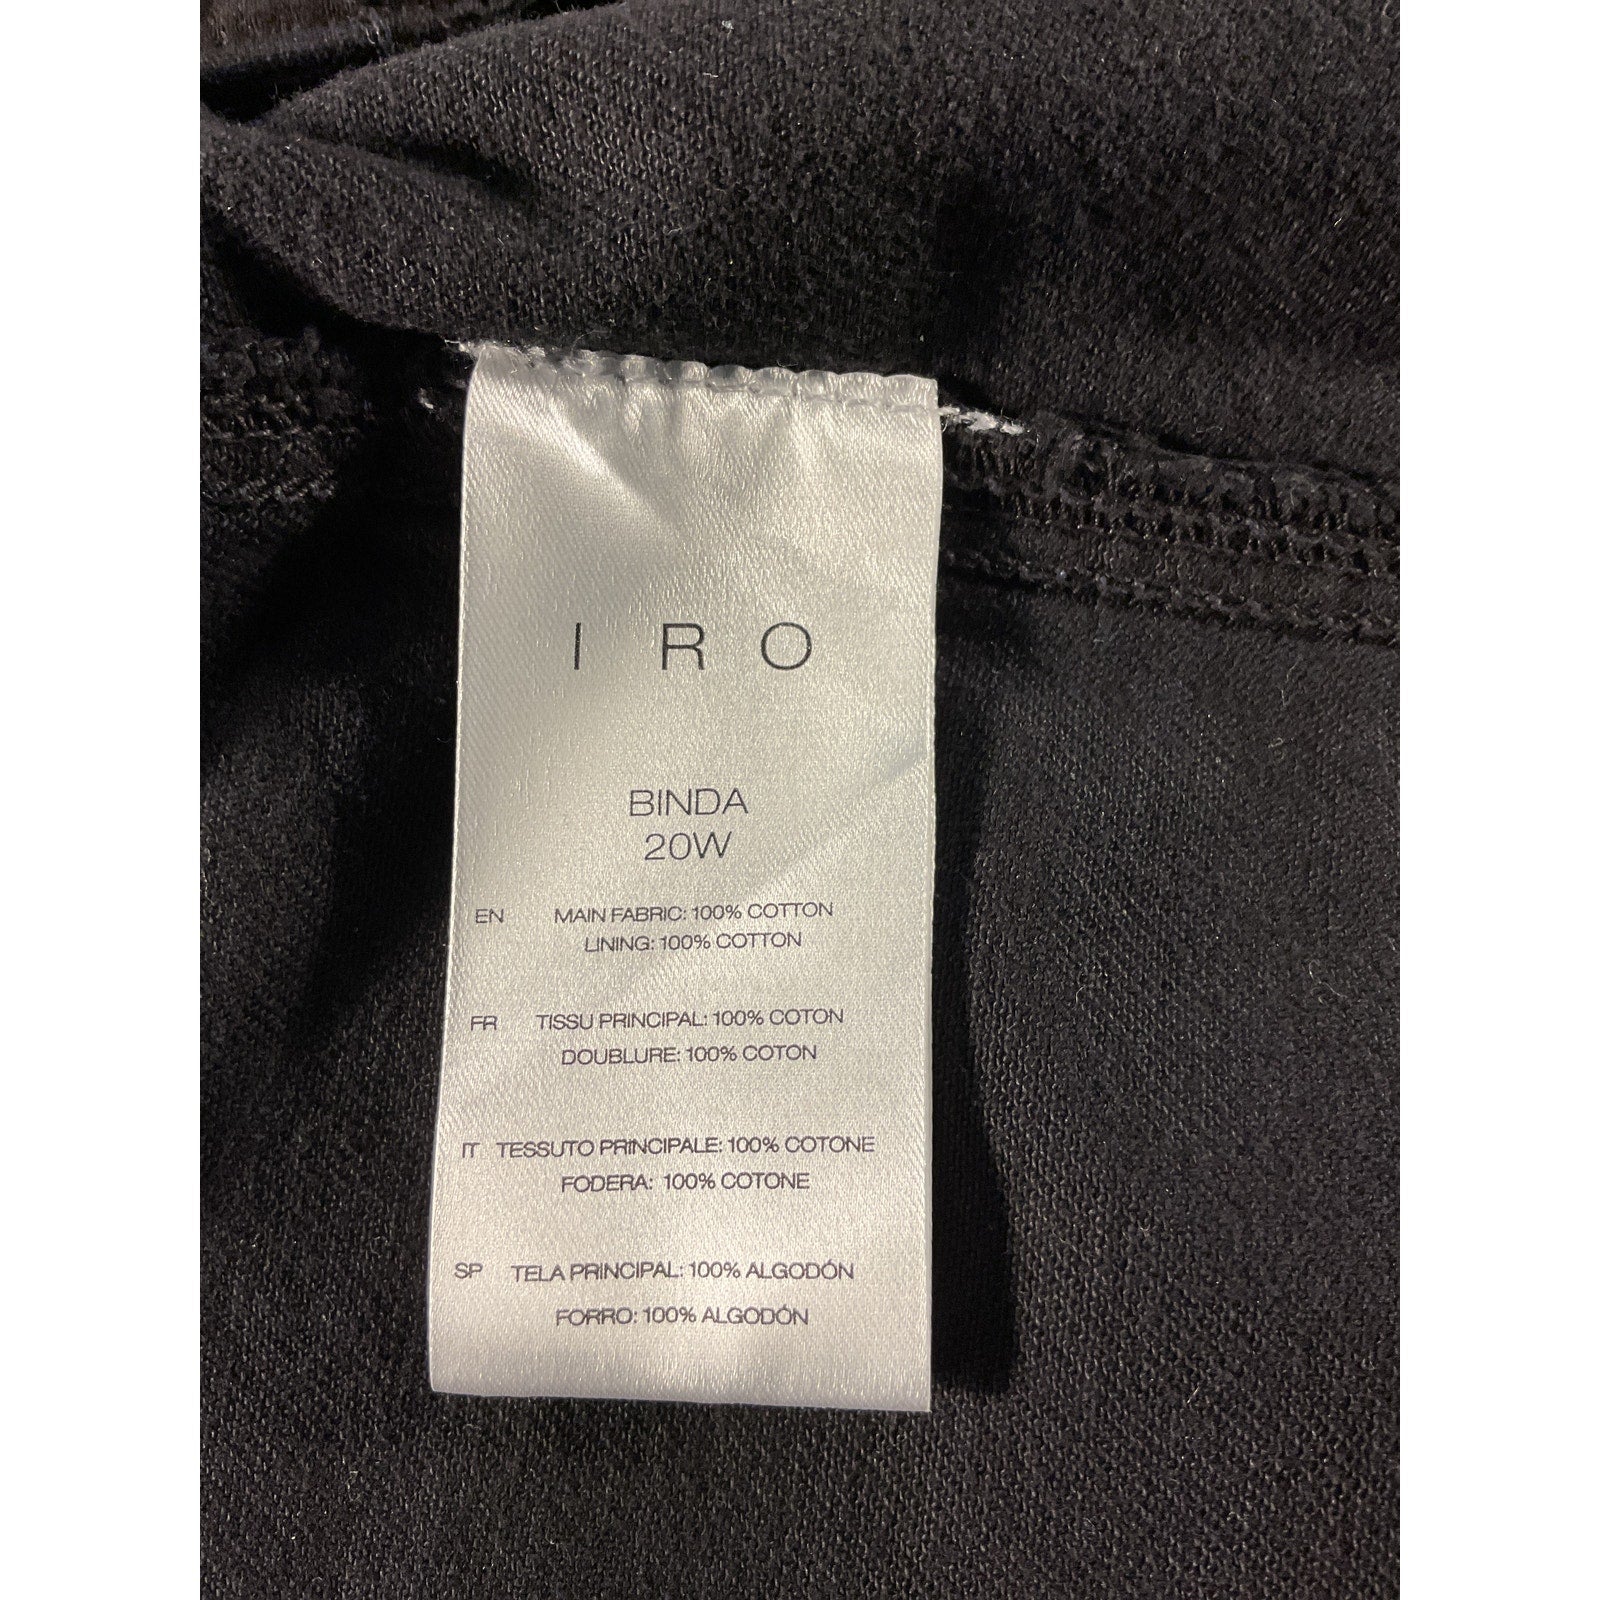 IRO
BINDA
20W
EN MAIN FABRIC: 100% COTTON
LINING: 100% COTTON
FR TISSU PRINCIPAL: 100% COTON
DOUBLURE: 100% COTON
IT TESSUTO PRINCIPALE: 100% COTONE
FODERA: 100% COTONE
SP TELA PRINCIPAL: 100% ALGODÓN
FORRO: 100% ALGODÓN